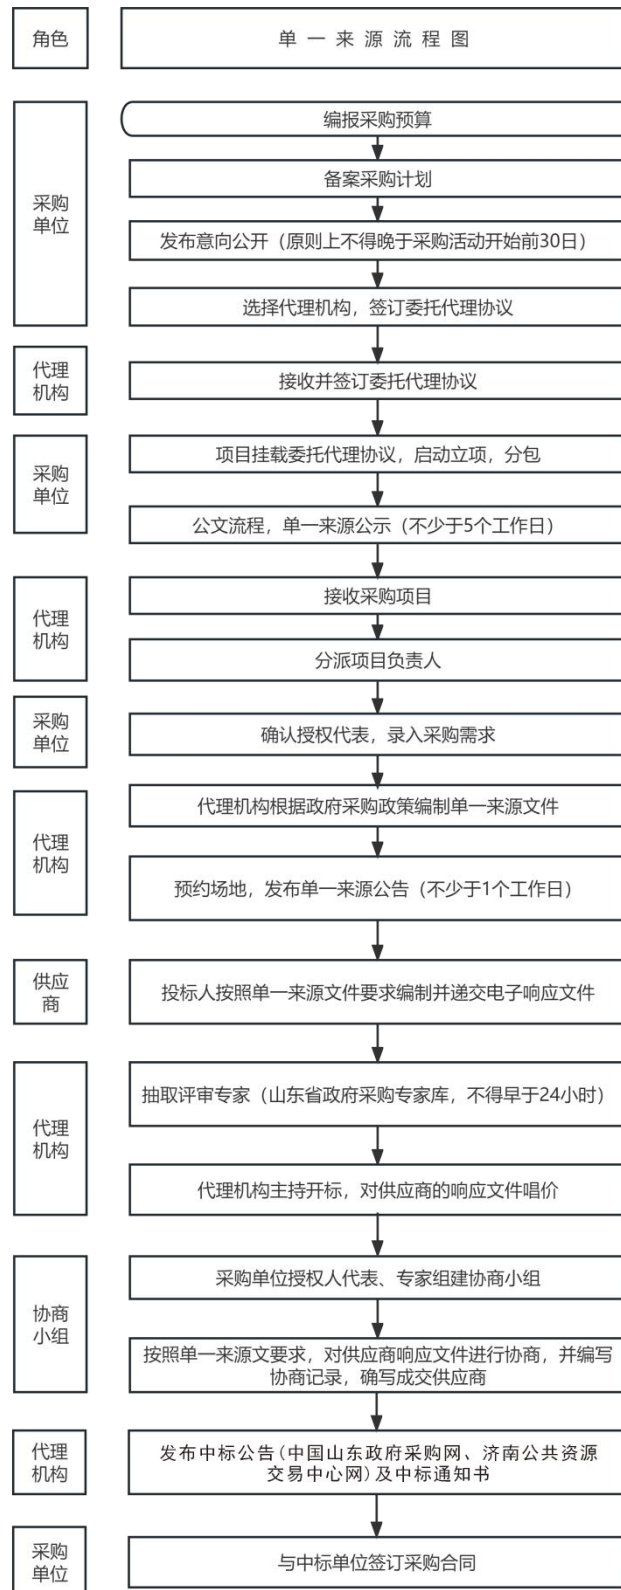 角色
单一来源流程图
采购
单位
编报采购预算
备案采购计划
发布意向公开（原则上不得晚于采购活动开始前30日）
选择代理机构，签订委托代理协议
代理
机构
接收并签订委托代理协议
采购
单位
项目挂载委托代理协议，启动立项，分包
公文流程，单一来源公示（不少于5个工作日）
代理
机构
接收采购项目
分派项目负责人
采购
单位
确认授权代表，录入采购需求
代理
机构
代理机构根据政府采购政策编制单一来源文件
预约场地，发布单一来源公告（不少于1个工作日）
供应
商
投标人按照单一来源文件要求编制并递交电子响应文件
代理
机构
抽取评审专家（山东省政府采购专家库，不得早于24小时）
代理机构主持开标，对供应商的响应文件唱价
协商
小组
采购单位授权人代表、专家组建协商小组
按照单一来源文要求，对供应商响应文件进行协商，并编写
协商记录，确写成交供应商
代理
机构
发布中标公告(中国山东政府采购网、济南公共资源
交易中心网)及中标通知书
采购
单位
与中标单位签订采购合同